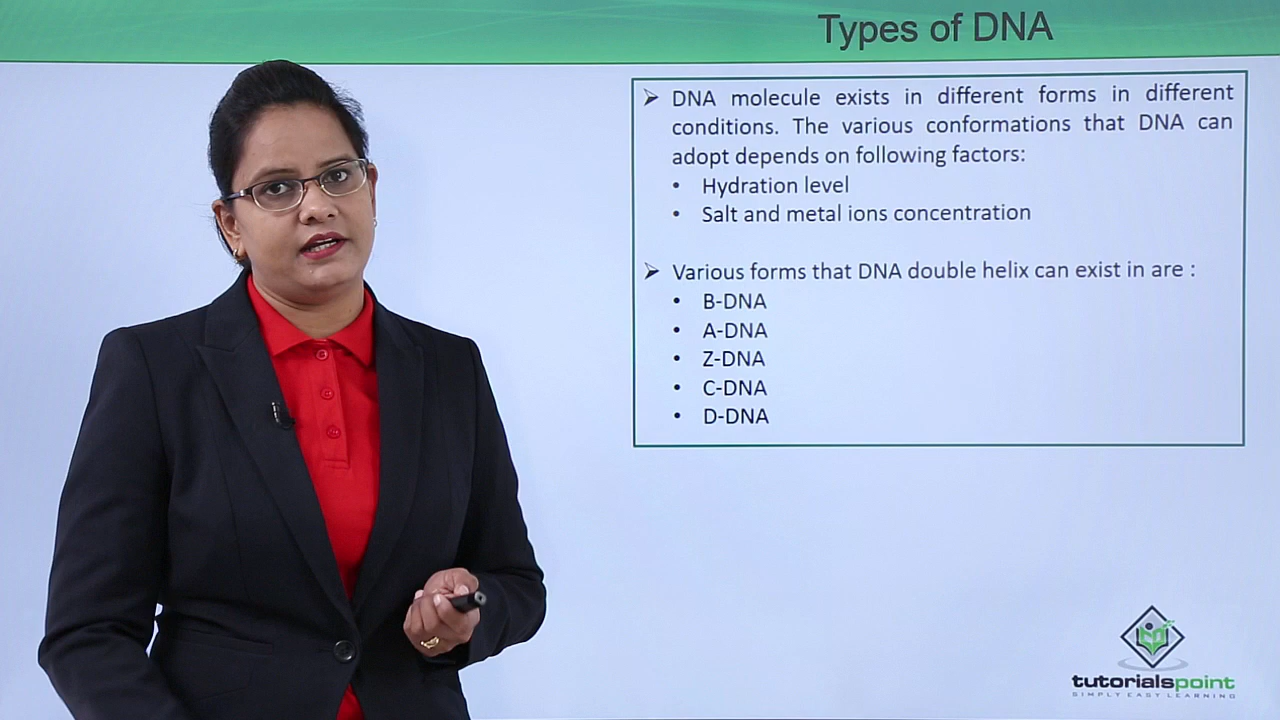 Types of DNA
➢ DNA molecule exists in different forms in different
conditions. The various conformations that DNA can
adopt depends on following factors:
• Hydration level
• Salt and metal ions concentration
➢ Various forms that DNA double helix can exist in are :
• B-DNA
• A-DNA
• Z-DNA
• C-DNA
• D-DNA
tutorialspoint
SIMPLY EASY LEARNING